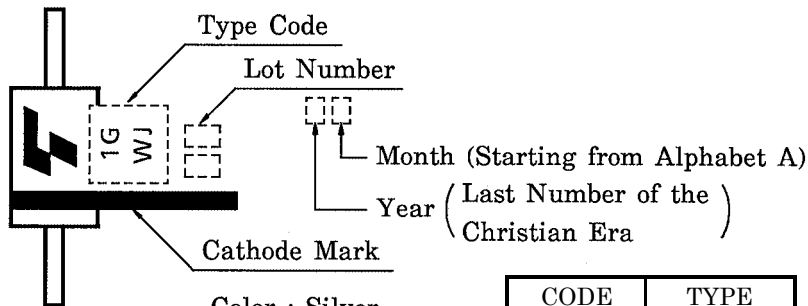 Type Code
Lot Number
1G
WJ
Month (Starting from Alphabet A)
Year (Last Number of the
Christian Era)
Cathode Mark
Color : Silver
CODE TYPE